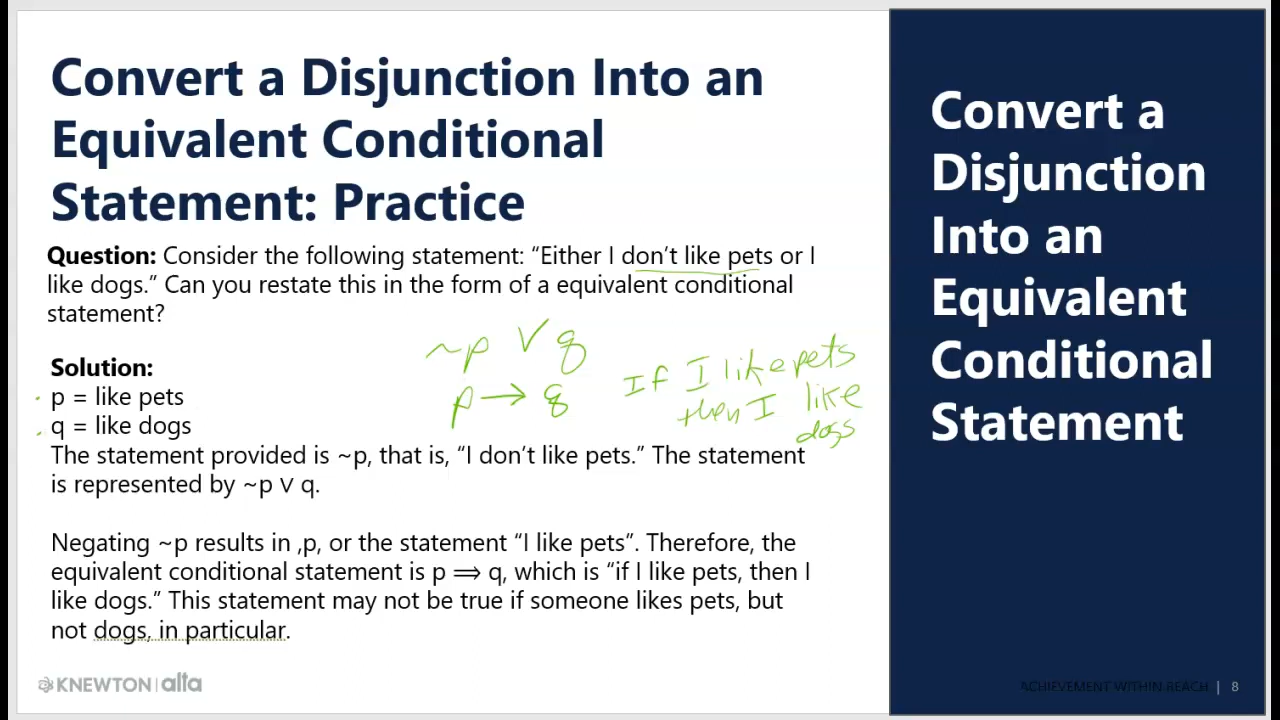 Convert a Disjunction Into an
Equivalent Conditional
Statement: Practice
Question: Consider the following statement: “Either I don’t like pets or I
like dogs.” Can you restate this in the form of a equivalent conditional
statement?
~p ∨ q
p → q
If I like pets
then I like
dogs
Solution:
p = like pets
q = like dogs
The statement provided is ~p, that is, “I don’t like pets.” The statement
is represented by ~p ∨ q.
Negating ~p results in ,p, or the statement “I like pets”. Therefore, the
equivalent conditional statement is p ⟹ q, which is “if I like pets, then I
like dogs.” This statement may not be true if someone likes pets, but
not dogs, in particular.
KNEWTON | alta
Convert a
Disjunction
Into an
Equivalent
Conditional
Statement
ACHIEVEMENT WITHIN REACH | 8